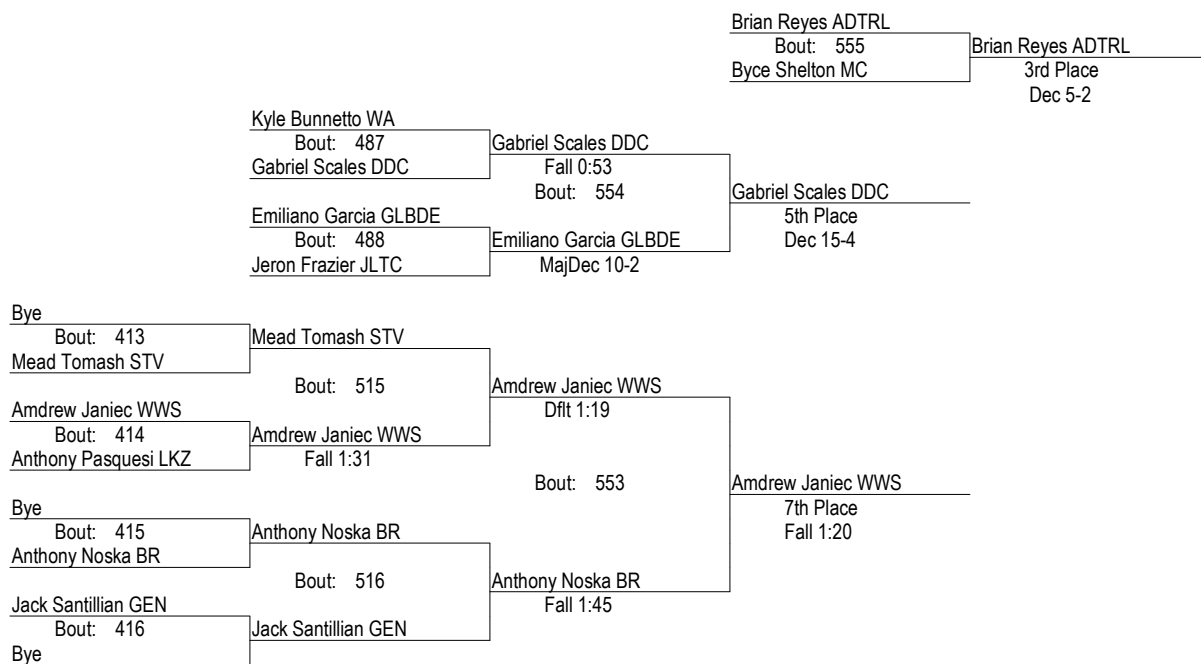 Brian Reyes ADTRL
Bout: 555
Brian Reyes ADTRL
Byce Shelton MC
3rd Place
Dec 5-2
Kyle Bunnetto WA
Bout: 487
Gabriel Scales DDC
Gabriel Scales DDC
Fall 0:53
Bout: 554
Gabriel Scales DDC
Emiliano Garcia GLBDE
5th Place
Bout: 488
Emiliano Garcia GLBDE
Dec 15-4
Jeron Frazier JLTC
MajDec 10-2
Bye
Bout: 413
Mead Tomash STV
Mead Tomash STV
Bout: 515
Amdrew Janiec WWS
Amdrew Janiec WWS
Dflt 1:19
Bout: 414
Amdrew Janiec WWS
Anthony Pasquesi LKZ
Fall 1:31
Bout: 553
Amdrew Janiec WWS
Bye
7th Place
Bout: 415
Anthony Noska BR
Fall 1:20
Anthony Noska BR
Bout: 516
Anthony Noska BR
Jack Santillian GEN
Fall 1:45
Bout: 416
Jack Santillian GEN
Bye